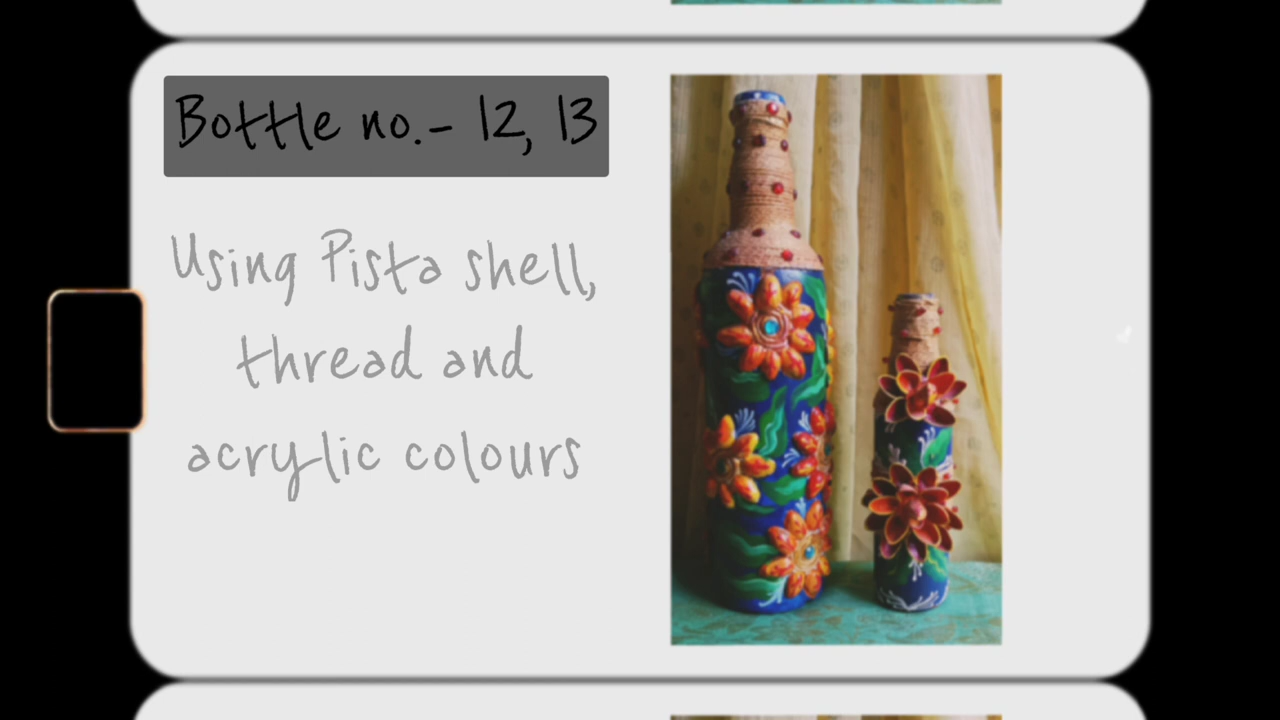 Bottle no.- 12, 13
Using Pista shell,
thread and
acrylic colours